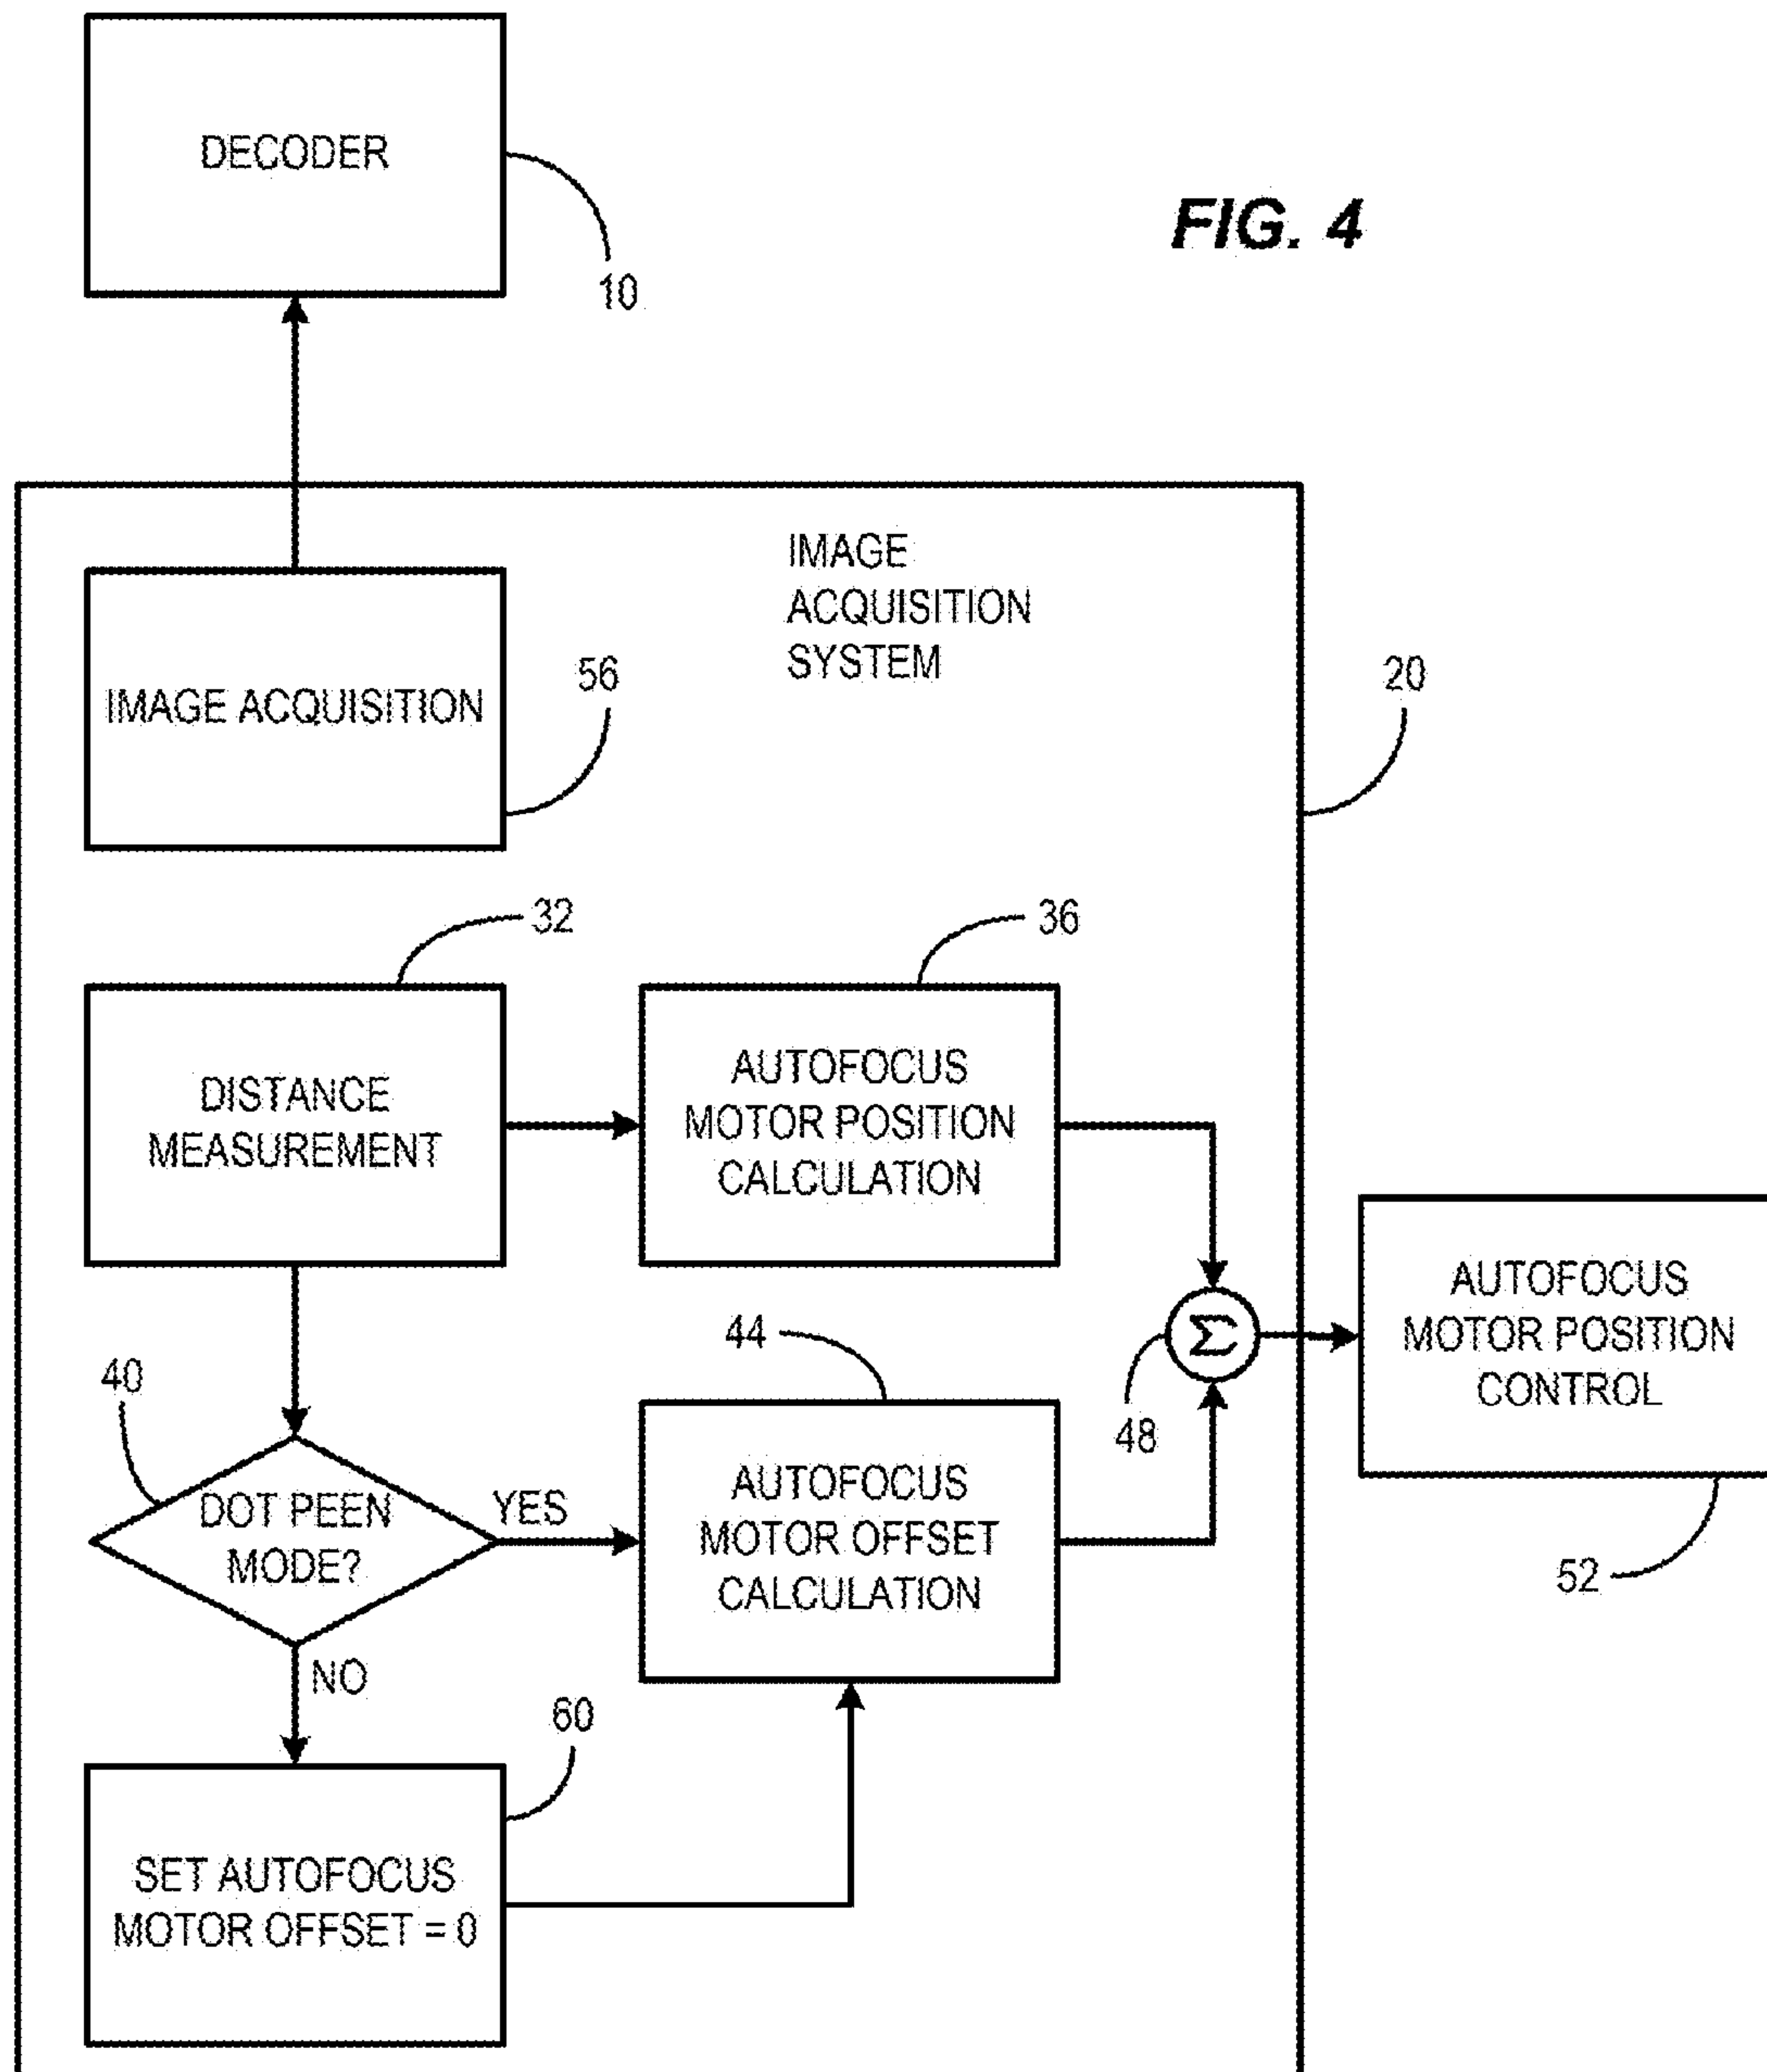 DECODER
FIG. 4
10
IMAGE
ACQUISITION
SYSTEM
IMAGE ACQUISITION
56
20
32
36
DISTANCE
MEASUREMENT
AUTOFOCUS
MOTOR POSITION
CALCULATION
AUTOFOCUS
MOTOR POSITION
CONTROL
44
Σ
48
40
DOT PEEN
MODE?
YES
AUTOFOCUS
MOTOR OFFSET
CALCULATION
52
NO
60
SET AUTOFOCUS
MOTOR OFFSET = 0